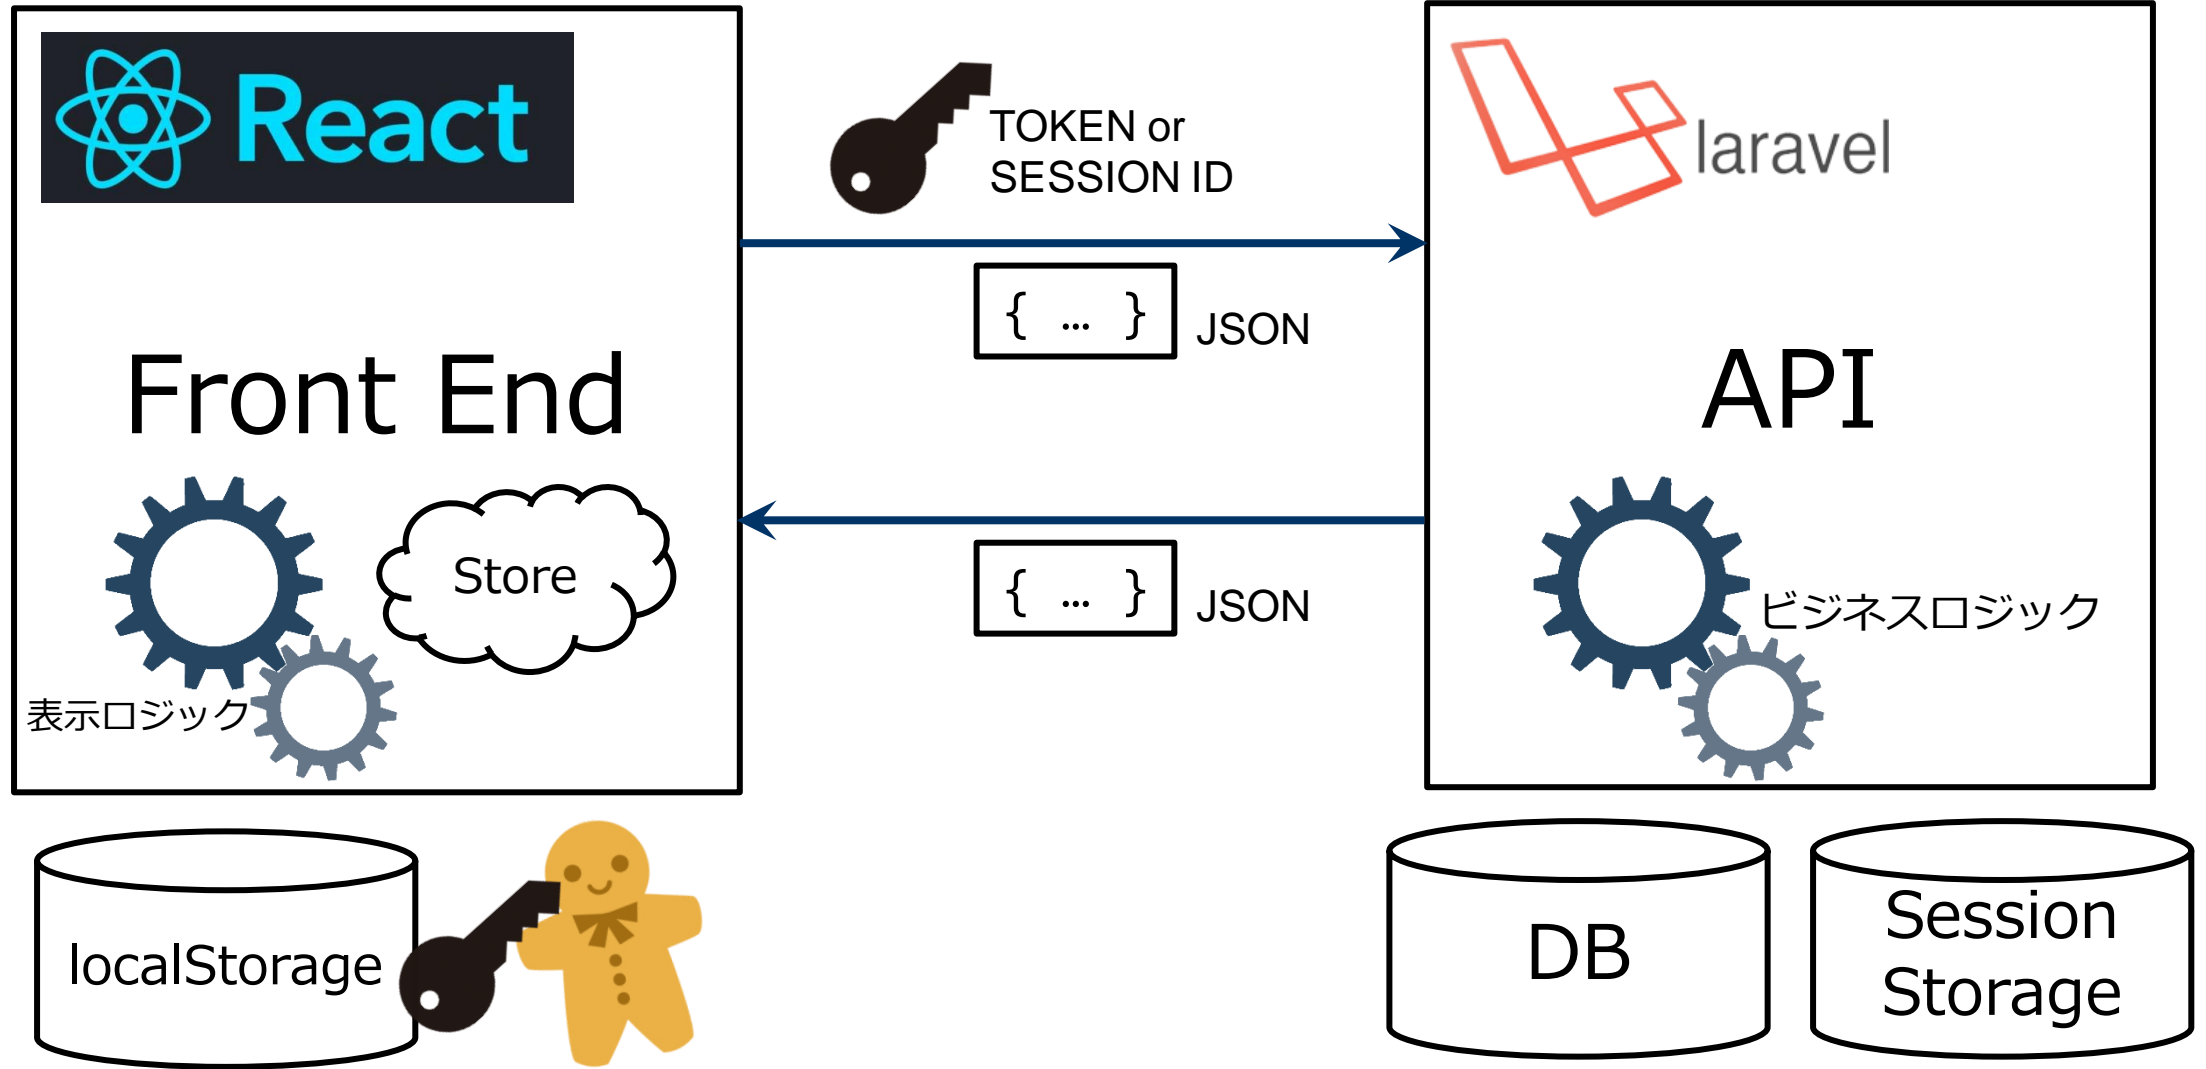 React
Front End
Store
表示ロジック
localStorage
TOKEN or
SESSION ID
{ … }
JSON
{ … }
JSON
laravel
API
ビジネスロジック
DB
Session
Storage